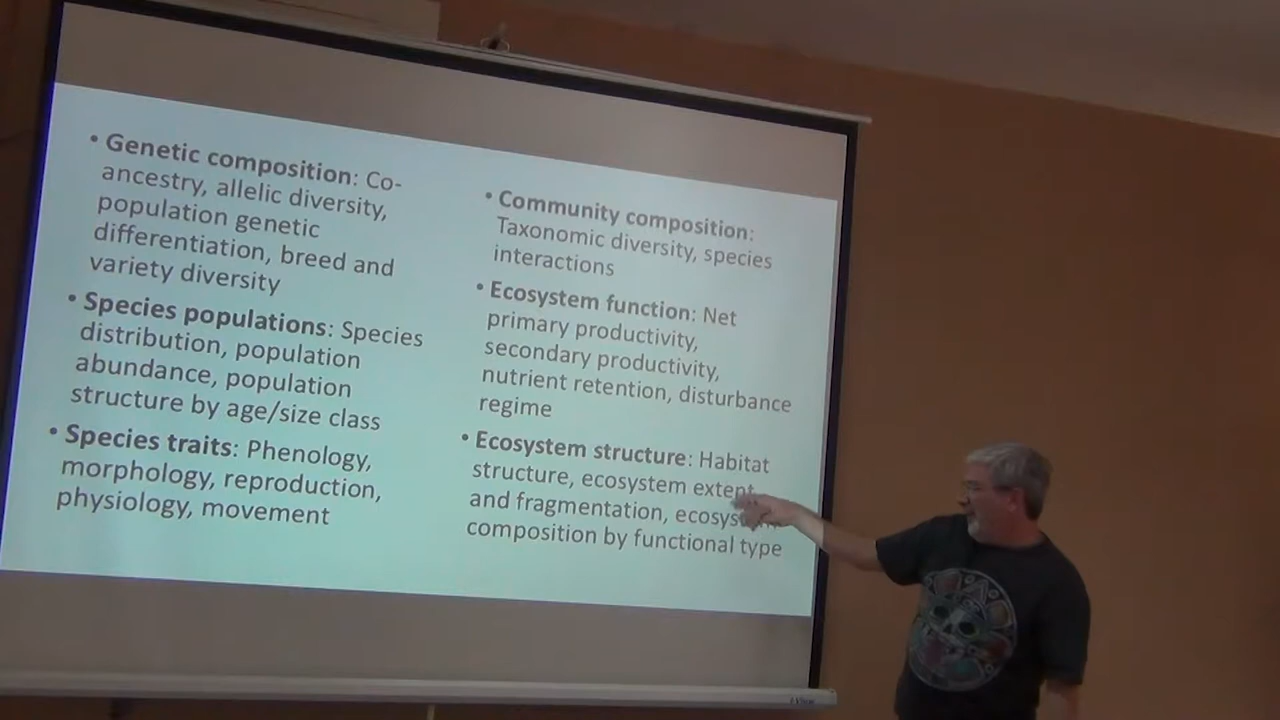 • Genetic composition: Co-
ancestry, allelic diversity,
population genetic
differentiation, breed and
variety diversity
• Species populations: Species
distribution, population
abundance, population
structure by age/size class
• Species traits: Phenology,
morphology, reproduction,
physiology, movement
• Community composition:
Taxonomic diversity, species
interactions
• Ecosystem function: Net
primary productivity,
secondary productivity,
nutrient retention, disturbance
regime
• Ecosystem structure: Habitat
structure, ecosystem extent
and fragmentation,
composition by functional type